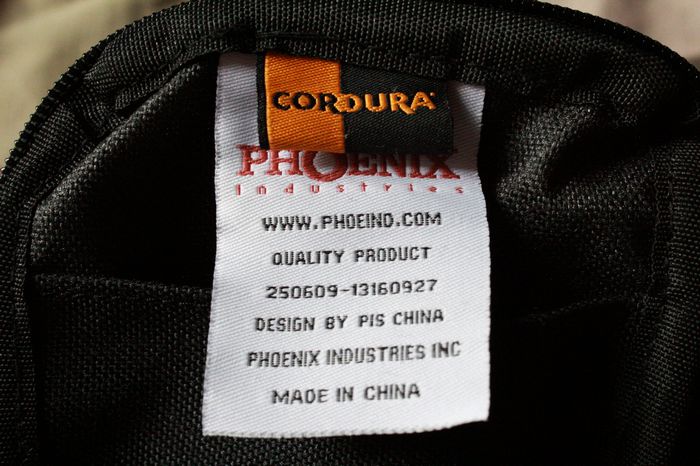 CORDURA
PHOENIX
Industries
WWW.PHOEIND.COM
QUALITY PRODUCT
250609-13160927
DESIGN BY PIS CHINA
PHOENIX INDUSTRIES INC
MADE IN CHINA